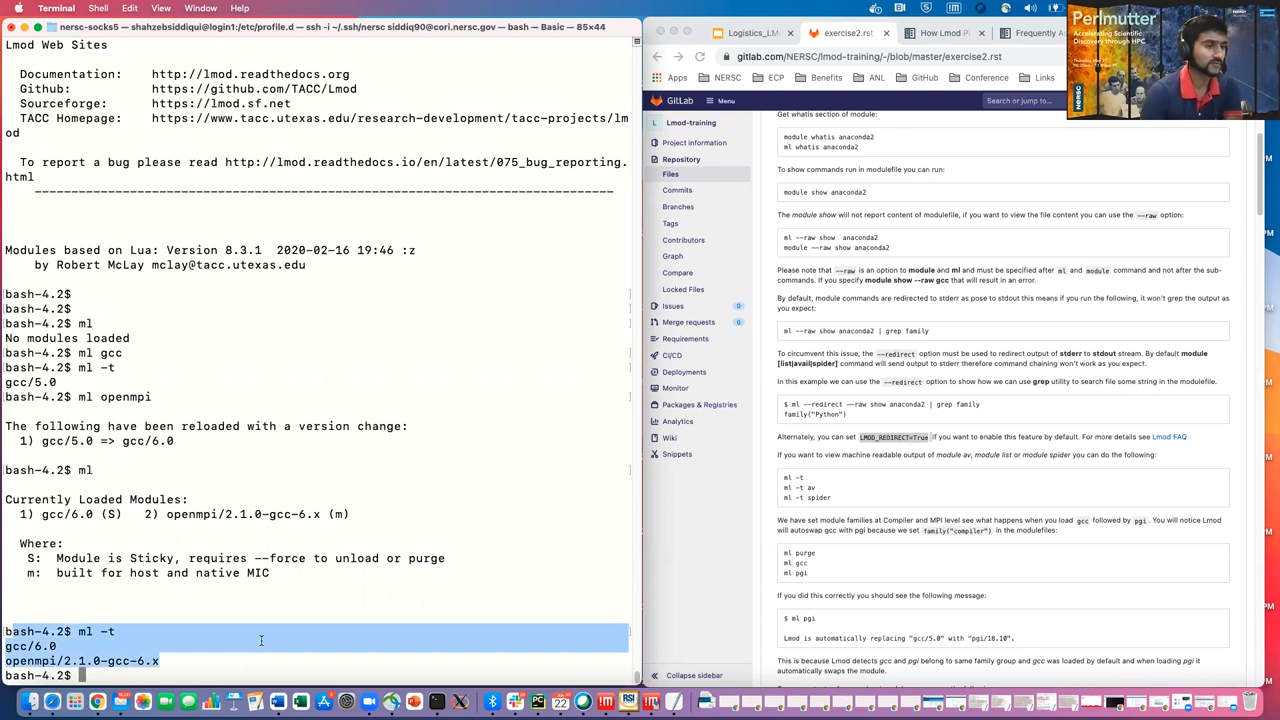 nersc-socks5 — shahzebsiddiqui@login1:/etc/profile.d — ssh -i ~/.ssh/nersc siddiq90@cori.nersc.gov — bash — Basic — 85×44
Lmod Web Sites
Documentation: http://lmod.readthedocs.org
Github: https://github.com/TACC/Lmod
Sourceforge: https://lmod.sf.net
TACC Homepage: https://www.tacc.utexas.edu/research-development/tacc-projects/lm
od
To report a bug please read http://lmod.readthedocs.io/en/latest/075_bug_reporting.
html
Modules based on Lua: Version 8.3.1 2020-02-16 19:46 :z
by Robert McLay mclay@tacc.utexas.edu
bash-4.2$
bash-4.2$
bash-4.2$ ml
No modules loaded
bash-4.2$ ml gcc
bash-4.2$ ml -t
gcc/5.0
bash-4.2$ ml openmpi
The following have been reloaded with a version change:
1) gcc/5.0 => gcc/6.0
bash-4.2$ ml
Currently Loaded Modules:
1) gcc/6.0 (S) 2) openmpi/2.1.0-gcc-6.x (m)
Where:
S: Module is Sticky, requires --force to unload or purge
m: built for host and native MIC
bash-4.2$ ml -t
gcc/6.0
openmpi/2.1.0-gcc-6.x
bash-4.2$
Logistics_LM
exercise2.rst
How Lmod P
Frequently A
gitlab.com/NERSC/lmod-training/-/blob/master/exercise2.rst
Apps NERSC ECP Benefits ANL GitHub Conference Links
GitLab Menu Search or jump to
Lmod-training
Project information
Repository
Files
Commits
Branches
Tags
Contributors
Graph
Compare
Locked Files
Issues 0
Merge requests 0
Requirements
CI/CD
Deployments
Monitor
Packages & Registries
Analytics
Wiki
Snippets
Collapse sidebar
Get whatis section of module:
module whatis anaconda2
ml whatis anaconda2
To show commands run in modulefile you can run:
module show anaconda2
The module show will not report content of modulefile, if you want to view the file content you can use the --raw option:
ml --raw show anaconda2
module --raw show anaconda2
Please note that --raw is an option to module and ml and must be specified after ml and module command and not after the sub-
commands. If you specify module show --raw gcc that will result in an error.
By default, module commands are redirected to stderr as pose to stdout this means if you run the following, it won't grep the output as
you expect:
ml --raw show anaconda2 | grep family
To circumvent this issue, the --redirect option must be used to redirect output of stderr to stdout stream. By default module
[list|avail|spider] command will send output to stderr therefore command chaining won't work as you expect.
In this example we can use the --redirect option to show how we can use grep utility to search file some string in the modulefile.
$ ml --redirect --raw show anaconda2 | grep family
family("Python")
Alternately, you can set LMOD_REDIRECT=True if you want to enable this feature by default. For more details see Lmod FAQ
If you want to view machine readable output of module av, module list or module spider you can do the following:
ml -t
ml -t av
ml -t spider
We have set module families at Compiler and MPI level see what happens when you load gcc followed by pgi. You will notice Lmod
will autoswap gcc with pgi because we set family("compiler") in the modulefiles:
ml purge
ml gcc
ml pgi
If you did this correctly you should see the following message:
$ ml pgi
Lmod is automatically replacing "gcc/5.0" with "pgi/18.10".
This is because Lmod detects gcc and pgi belong to same family group and gcc was loaded by default and when loading pgi it
automatically swaps the module.
Perlmutter
Accelerating Scientific
Discovery through HPC
NERSC